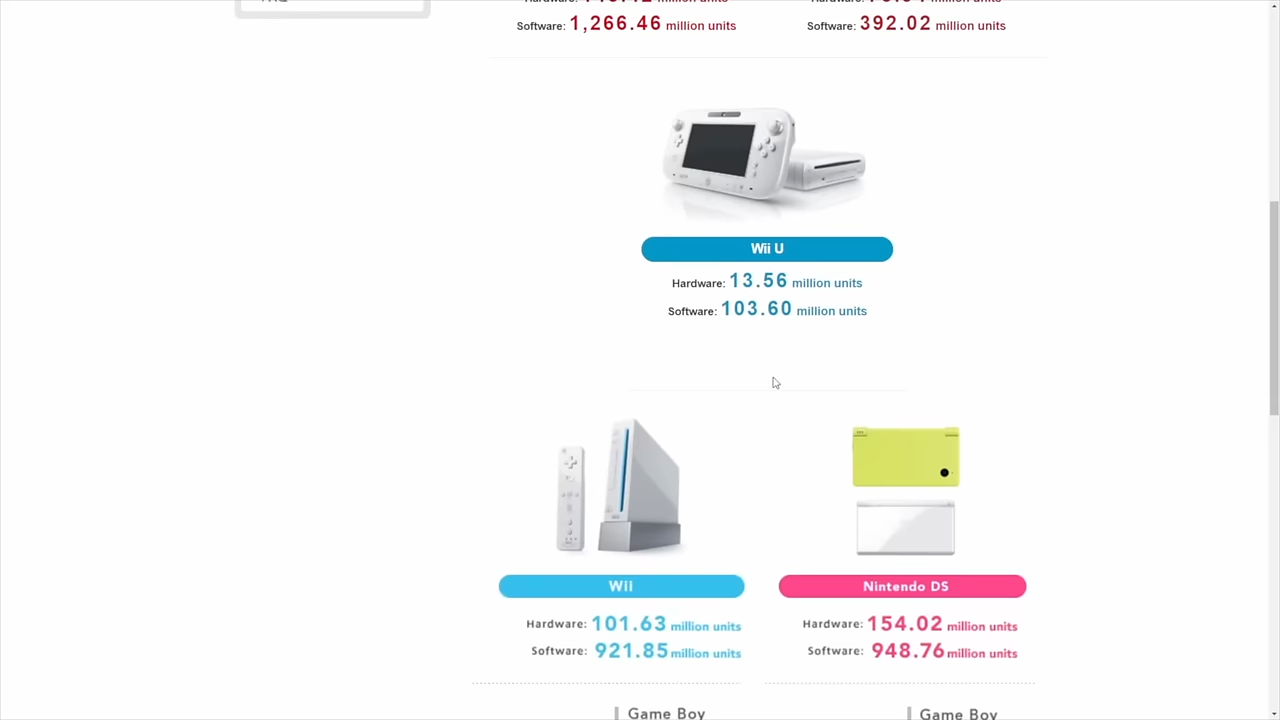 Software: 1,266.46 million units
Software: 392.02 million units
Wii U
Hardware: 13.56 million units
Software: 103.60 million units
Wii
Hardware: 101.63 million units
Software: 921.85 million units
Nintendo DS
Hardware: 154.02 million units
Software: 948.76 million units
Game Boy
Game Boy